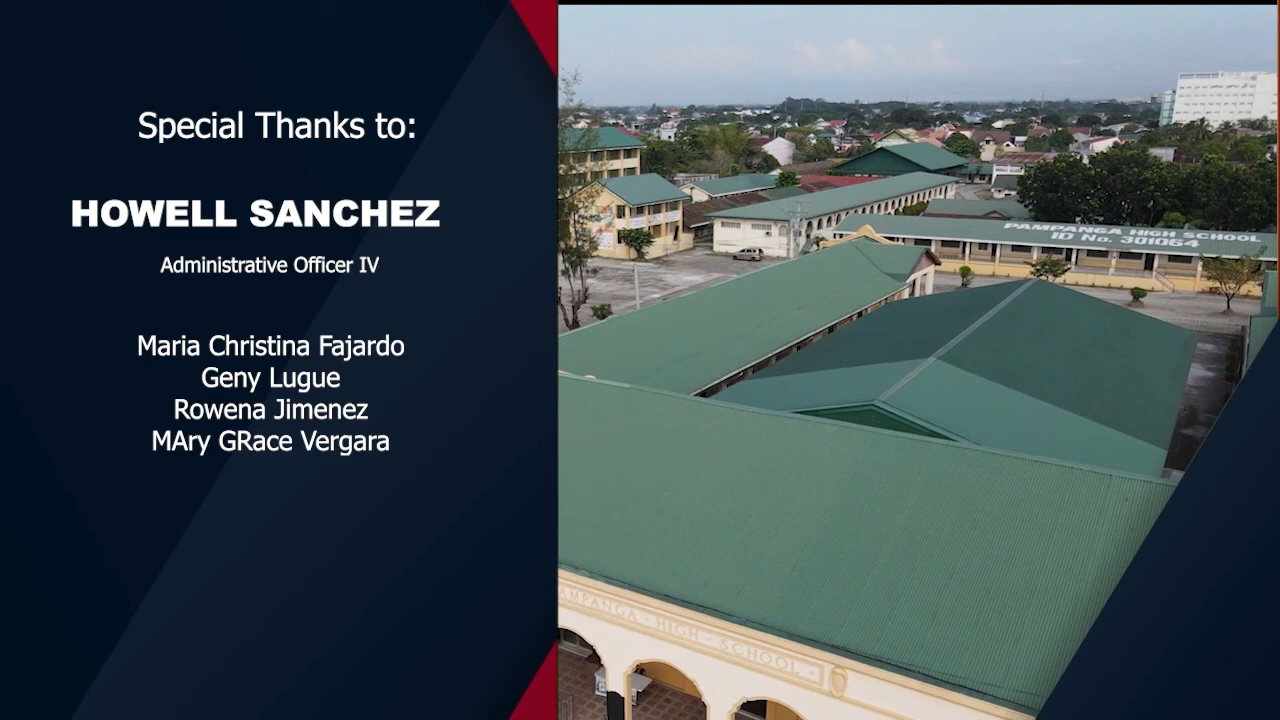 Special Thanks to:
HOWELL SANCHEZ
Administrative Officer IV
Maria Christina Fajardo
Geny Lugue
Rowena Jimenez
MAry GRace Vergara
PAMPANGA HIGH SCHOOL
ID No. 301064
AMPANGA - HIGH - SCHOOL -